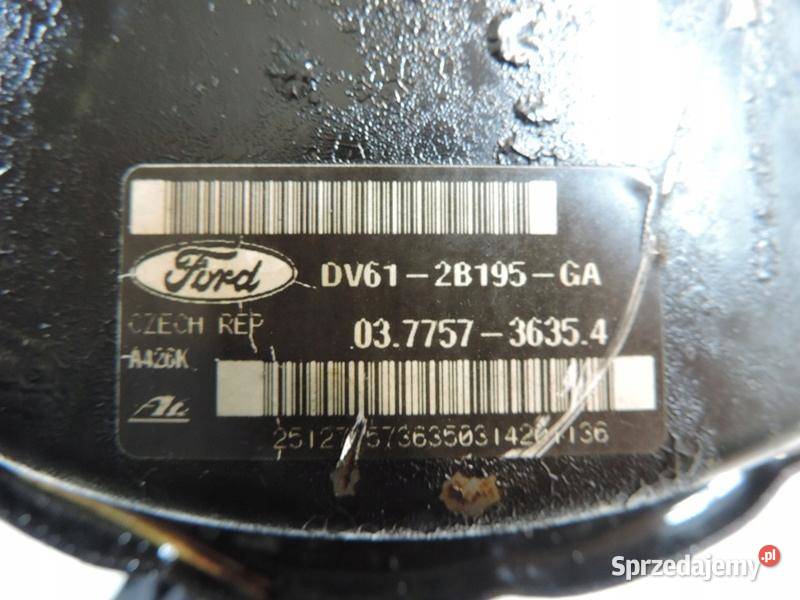 Ford
DV61-2B195-GA
CZECH REP
03.7757-3635.4
A426K
Ate
Sprzedajemy.pl